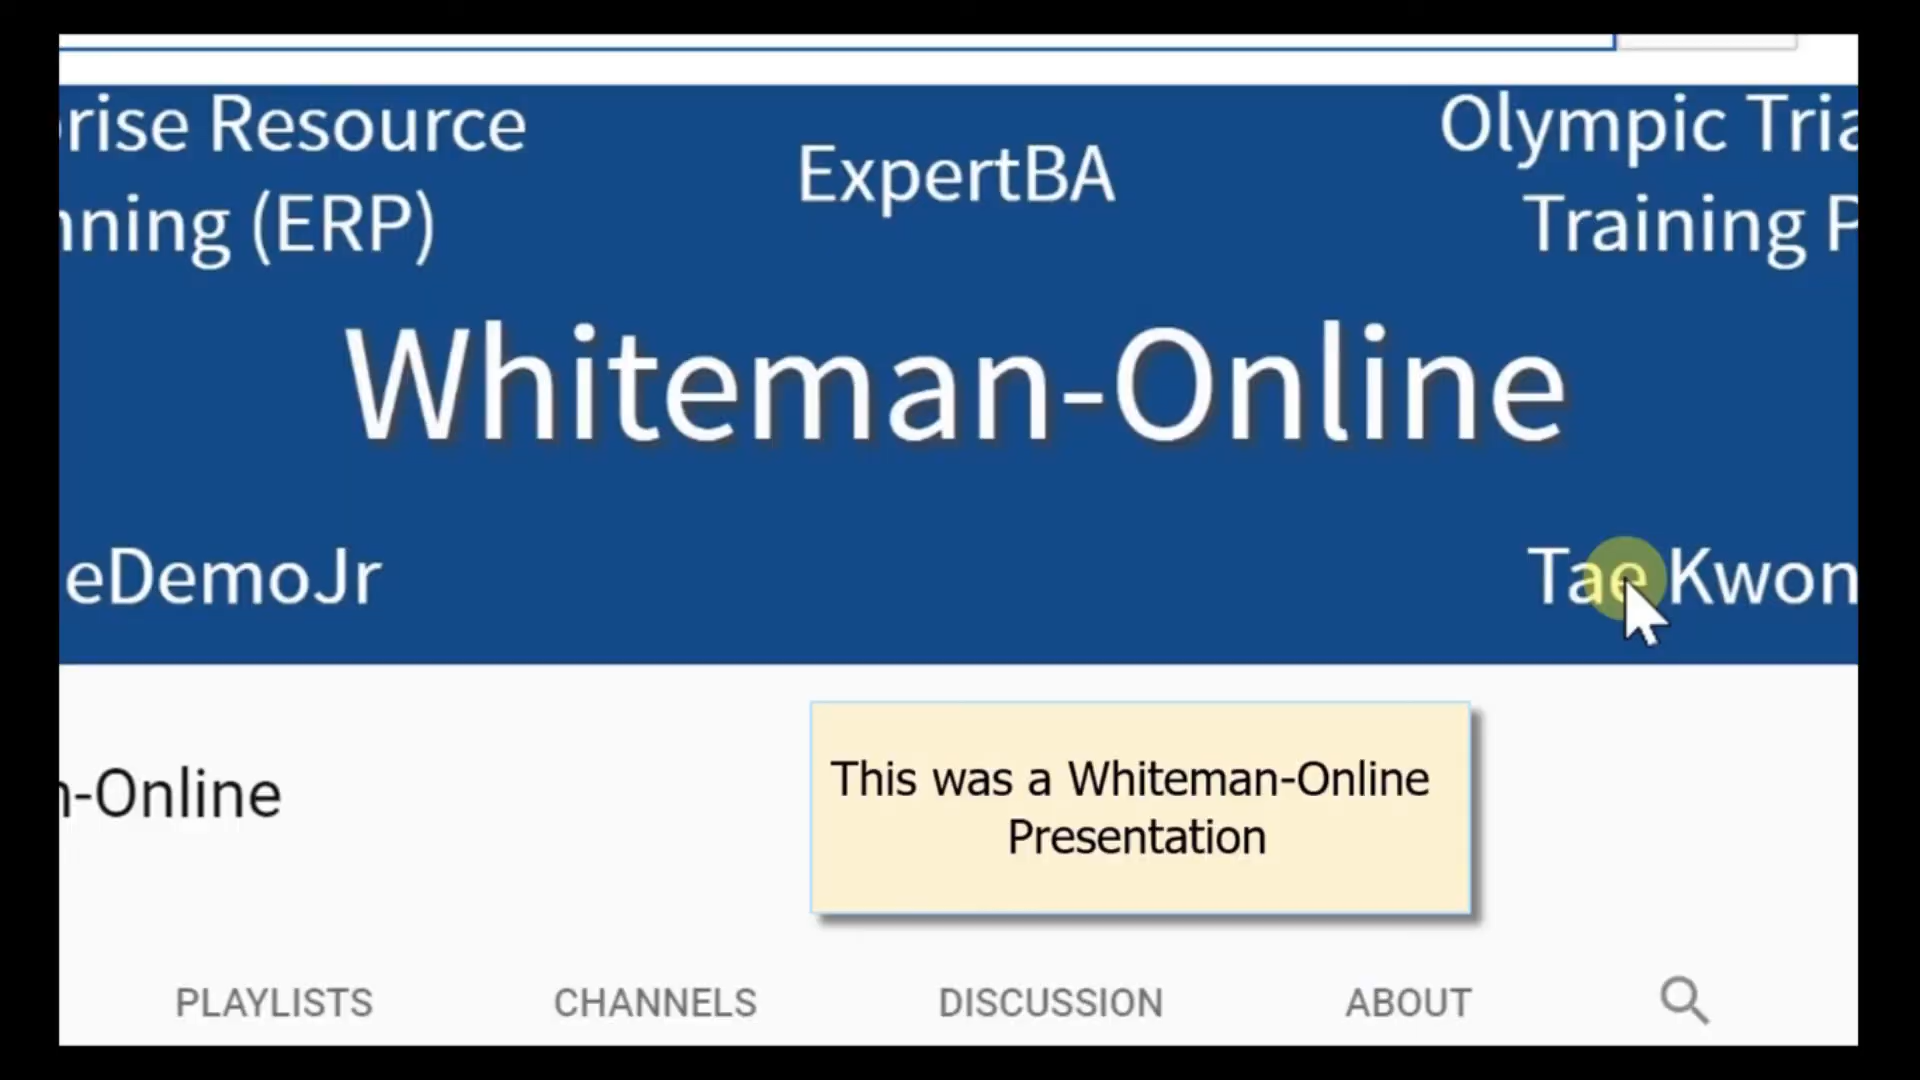 rise Resource
nning (ERP)
ExpertBA
Olympic Tria
Training P
Whiteman-Online
eDemoJr
Tae Kwon
n-Online
This was a Whiteman-Online
Presentation
PLAYLISTS CHANNELS DISCUSSION ABOUT